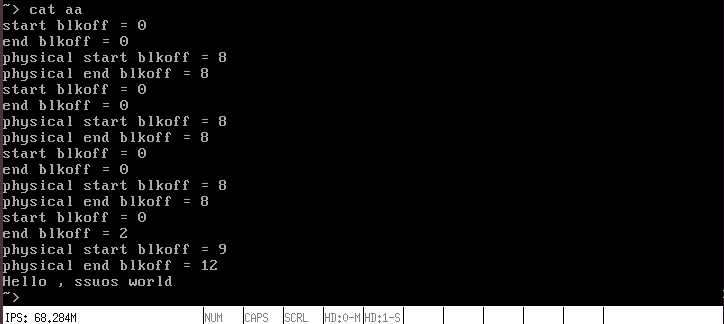 ~> cat aa
start blkoff = 0
end blkoff = 0
physical start blkoff = 8
physical end blkoff = 8
start blkoff = 0
end blkoff = 0
physical start blkoff = 8
physical end blkoff = 8
start blkoff = 0
end blkoff = 0
physical start blkoff = 8
physical end blkoff = 8
start blkoff = 0
end blkoff = 2
physical start blkoff = 9
physical end blkoff = 12
Hello , ssuos world
~>
IPS: 68.284M NUM CAPS SCRL HD:0-M HD:1-S